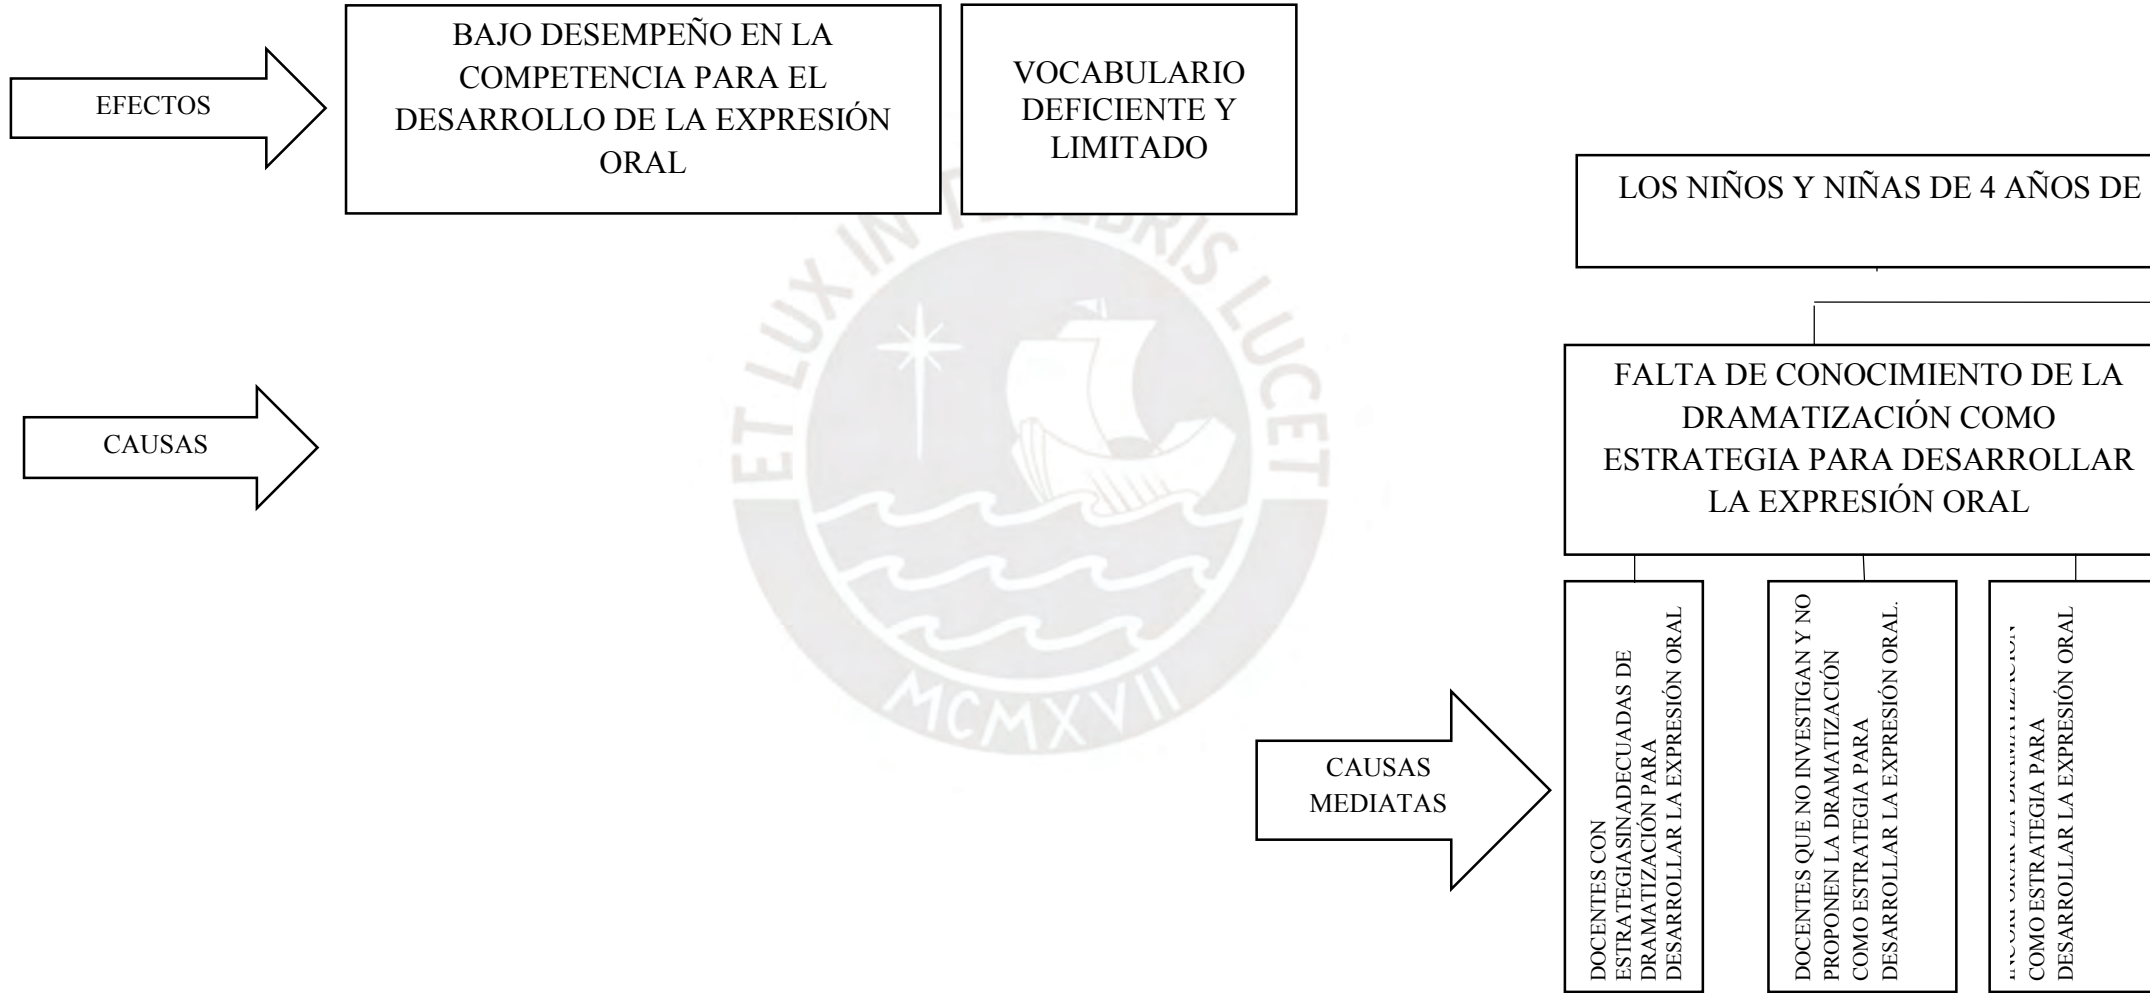 EFECTOS
BAJO DESEMPEÑO EN LA
COMPETENCIA PARA EL
DESARROLLO DE LA EXPRESIÓN
ORAL
VOCABULARIO
DEFICIENTE Y
LIMITADO
LOS NIÑOS Y NIÑAS DE 4 AÑOS DE
ET LUX IN TENEBRIS LUCET
MCMXVII
CAUSAS
FALTA DE CONOCIMIENTO DE LA
DRAMATIZACIÓN COMO
ESTRATEGIA PARA DESARROLLAR
LA EXPRESIÓN ORAL
CAUSAS
MEDIATAS
DOCENTES CON
ESTRATEGIASINADECUADAS DE
DRAMATIZACIÓN PARA
DESARROLLAR LA EXPRESIÓN ORAL
DOCENTES QUE NO INVESTIGAN Y NO
PROPONEN LA DRAMATIZACIÓN
COMO ESTRATEGIA PARA
DESARROLLAR LA EXPRESIÓN ORAL.
INCORPORAR LA DRAMATIZACIÓN
COMO ESTRATEGIA PARA
DESARROLLAR LA EXPRESIÓN ORAL